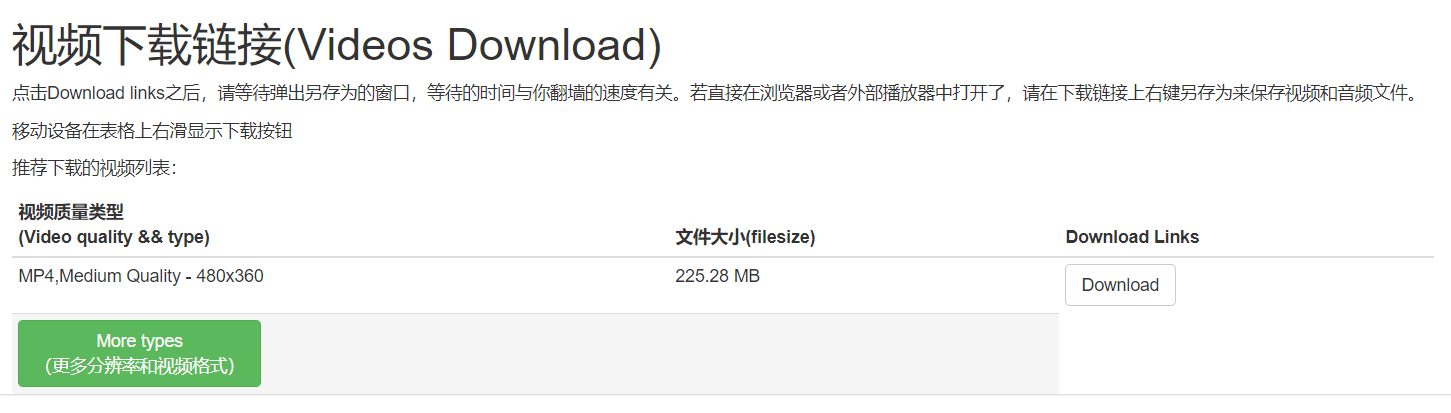 视频下载链接(Videos Download)
点击Download links之后，请等待弹出另存为的窗口，等待的时间与你翻墙的速度有关。若直接在浏览器或者外部播放器中打开了，请在下载链接上右键另存为来保存视频和音频文件。
移动设备在表格上右滑显示下载按钮
推荐下载的视频列表：
视频质量类型
(Video quality && type) 文件大小(filesize) Download Links
MP4,Medium Quality - 480x360 225.28 MB Download
More types
（更多分辨率和视频格式）